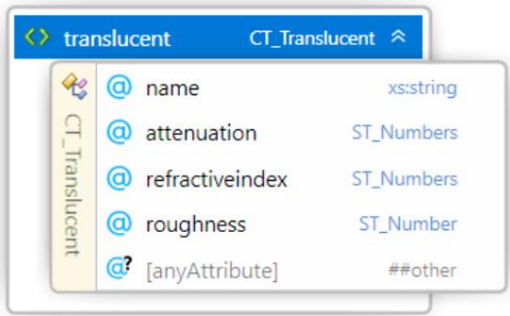 <> translucent CT_Translucent
CT_Translucent
@ name xs:string
@ attenuation ST_Numbers
@ refractiveindex ST_Numbers
@ roughness ST_Number
@? [anyAttribute] ##other